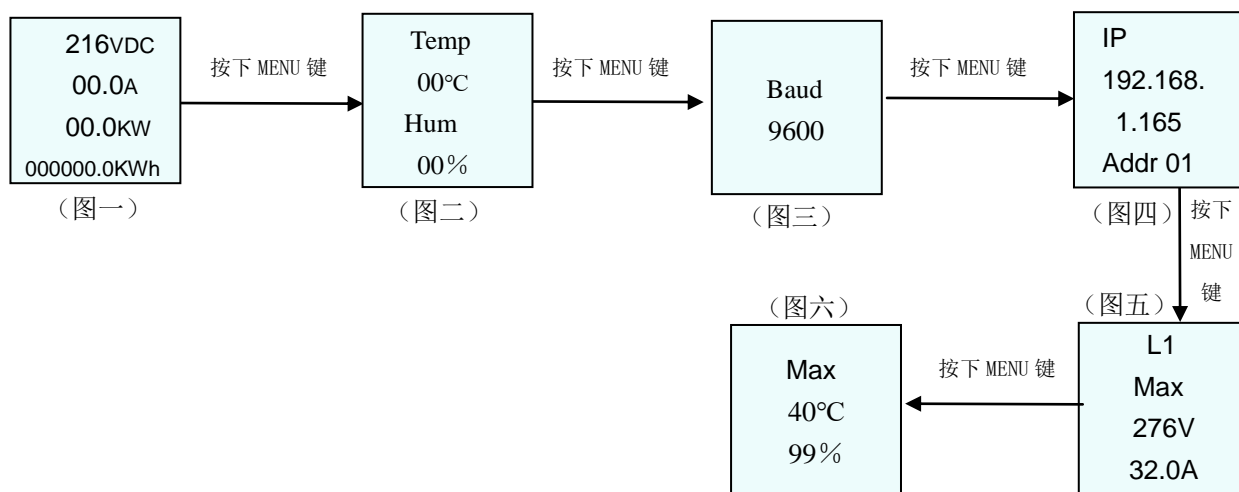 216VDC
00.0A
00.0KW
000000.0KWh
（图一）
按下 MENU 键
Temp
00℃
Hum
00％
（图二）
按下 MENU 键
Baud
9600
（图三）
按下 MENU 键
IP
192.168.
1.165
Addr 01
（图四）
按下
MENU
键
（图五）
L1
Max
276V
32.0A
按下 MENU 键
（图六）
Max
40℃
99％